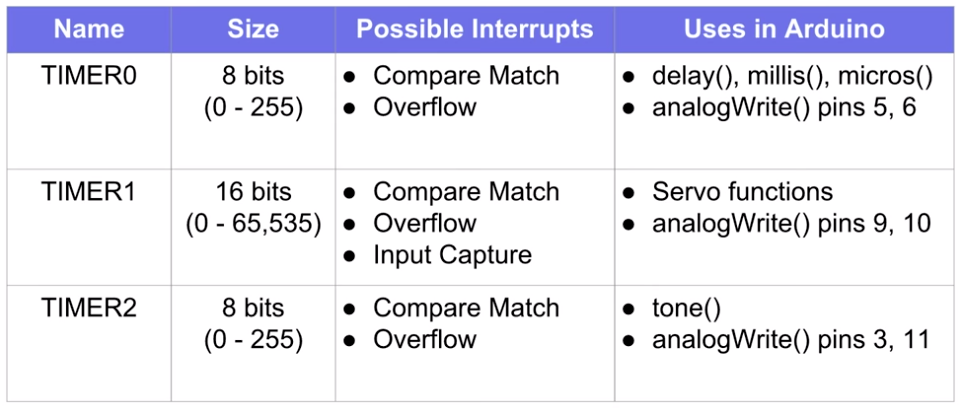 Name Size Possible Interrupts Uses in Arduino
TIMER0 8 bits ● Compare Match ● delay(), millis(), micros()
(0 - 255) ● Overflow ● analogWrite() pins 5, 6
TIMER1 16 bits ● Compare Match ● Servo functions
(0 - 65,535) ● Overflow ● analogWrite() pins 9, 10
● Input Capture
TIMER2 8 bits ● Compare Match ● tone()
(0 - 255) ● Overflow ● analogWrite() pins 3, 11